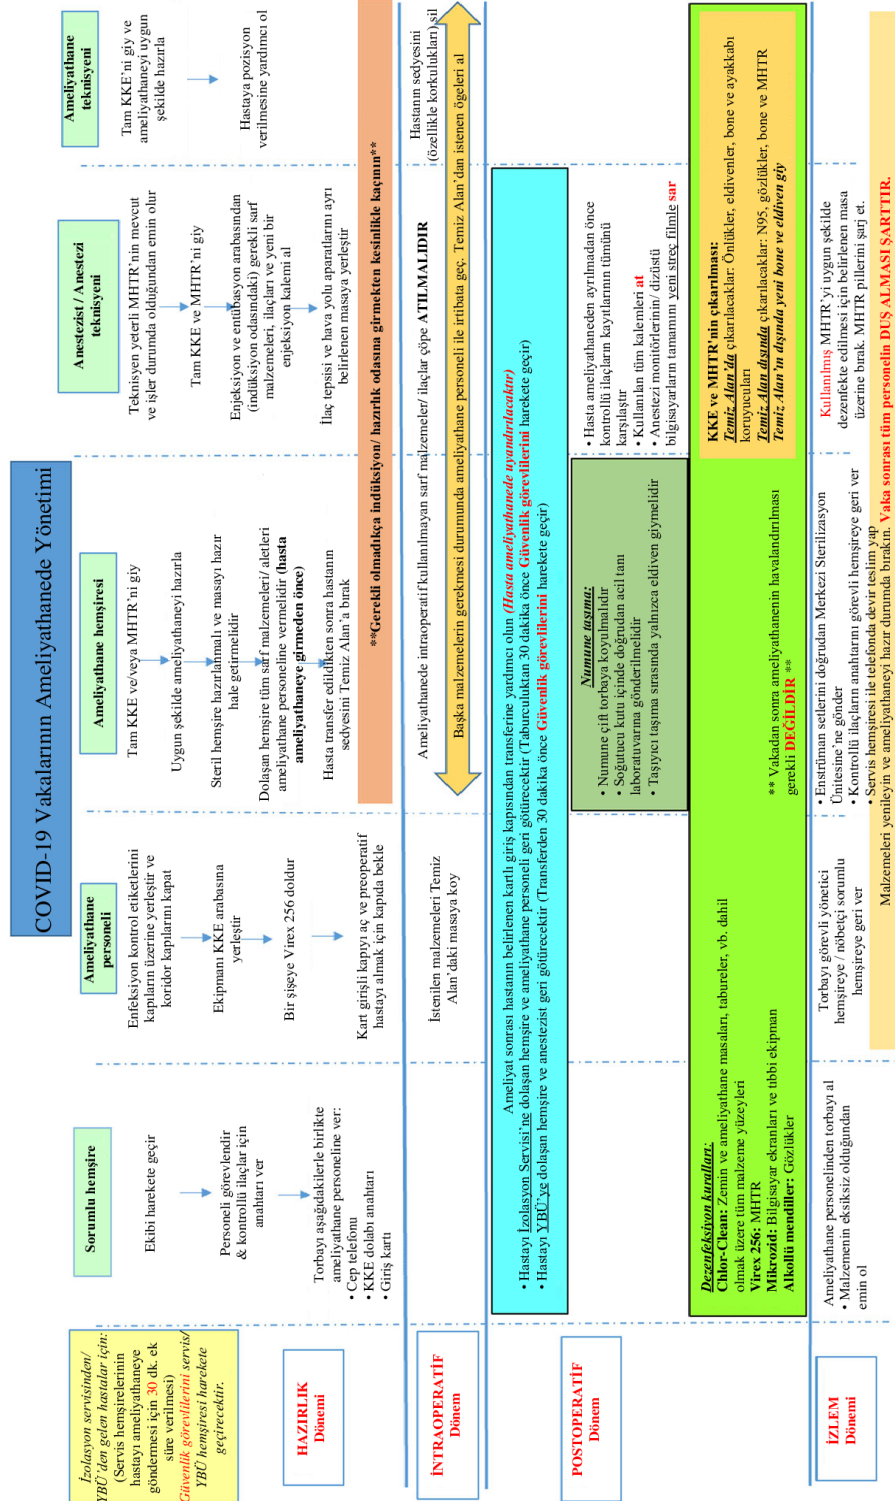 COVID-19 Vakalarının Ameliyathanede Yönetimi
İzolasyon servisinden/
YBÜ'den gelen hastalar için:
(Servis hemşirelerinin
hastayı ameliyathaneye
göndermesi için 30 dk. ek
süre verilmesi)
Güvenlik görevlilerini servis/
YBÜ hemşiresi harekete
geçirecektir.
Sorumlu hemşire
Ameliyathane
personeli
Ameliyathane hemşiresi
Anestezist / Anestezi
teknisyeni
Ameliyathane
teknisyeni
HAZIRLIK
Dönemi
Ekibi harekete geçir
Personeli görevlendir
& kontrollü ilaçlar için
anahtarı ver
Torbayı aşağıdakilerle birlikte
ameliyathane personeline ver:
• Cep telefonu
• KKE dolabı anahtarı
• Giriş kartı
Enfeksiyon kontrol etiketlerini
kapıların üzerine yerleştir ve
koridor kapılarını kapat
Ekipmanı KKE arabasına
yerleştir
Bir şişeye Virex 256 doldur
Kart girişli kapıyı aç ve preoperatif
hastayı almak için kapıda bekle
Tam KKE ve/veya MHTR'ni giy
Uygun şekilde ameliyathaneyi hazırla
Steril hemşire hazırlanmalı ve masayı hazır
hale getirmelidir
Dolaşan hemşire tüm sarf malzemeleri/ aletleri
ameliyathane personeline vermelidir (hasta
ameliyathaneye girmeden önce)
Hasta transfer edildikten sonra hastanın
sedyesini Temiz Alan'a bırak
Teknisyen yeterli MHTR'nin mevcut
ve işler durumda olduğundan emin olur
Tam KKE ve MHTR'ni giy
Enjeksiyon ve entübasyon arabasından
(indüksiyon odasındaki) gerekli sarf
malzemeleri, ilaçları ve yeni bir
enjeksiyon kalemi al
İlaç tepsisi ve hava yolu aparatlarını ayrı
belirlenen masaya yerleştir
Tam KKE'ni giy ve
ameliyathaneyi uygun
şekilde hazırla
Hastaya pozisyon
verilmesine yardımcı ol
**Gerekli olmadıkça indüksiyon/ hazırlık odasına girmekten kesinlikle kaçının**
İNTRAOPERATİF
Dönem
İstenilen malzemeleri Temiz
Alan'daki masaya koy
Ameliyathanede intraoperatif kullanılmayan sarf malzemeleri/ ilaçlar çöpe ATILMALIDIR
Hastanın sedyesini
(özellikle korkulukları) sil
Başka malzemelerin gerekmesi durumunda ameliyathane personeli ile irtibata geç. Temiz Alan'dan istenen ögeleri al
POSTOPERATİF
Dönem
Ameliyat sonrası hastanın belirlenen kartlı giriş kapısından transferine yardımcı olun (Hasta ameliyathanede uyandırılacaktır)
• Hastayı İzolasyon Servisi'ne dolaşan hemşire ve ameliyathane personeli geri götürecektir (Taburculuktan 30 dakika önce Güvenlik görevlilerini harekete geçir)
• Hastayı YBÜ'ye dolaşan hemşire ve anestezist geri götürecektir (Transferden 30 dakika önce Güvenlik görevlilerini harekete geçir)
Numune taşıma:
• Numune çift torbaya koyulmalıdır
• Soğutucu kutu içinde doğrudan acil tanı
laboratuvarına gönderilmelidir
• Taşıyıcı taşıma sırasında yalnızca eldiven giymelidir
• Hasta ameliyathaneden ayrılmadan önce
kontrollü ilaçların kayıtlarının tümünü
karşılaştır
• Kullanılan tüm kalemleri at
• Anestezi monitörlerinin/ dizüstü
bilgisayarların tamamını yeni streç filmle sar
Dezenfeksiyon kuralları:
Chlor-Clean: Zemin ve ameliyathane masaları, tabureler, vb. dahil
olmak üzere tüm malzeme yüzeyleri
Virex 256: MHTR
Mikrozid: Bilgisayar ekranları ve tıbbi ekipman
Alkollü mendiller: Gözlükler
** Vakadan sonra ameliyathanenin havalandırılması
gerekli DEĞİLDİR **
KKE ve MHTR'nin çıkarılması:
Temiz Alan'da çıkarılacaklar: Önlükler, eldivenler, bone ve ayakkabı
koruyucuları
Temiz Alan dışında çıkarılacaklar: N95, gözlükler, bone ve MHTR
Temiz Alan'ın dışında yeni bone ve eldiven giy
İZLEM
Dönemi
Ameliyathane personelinden torbayı al
• Malzemenin eksiksiz olduğundan
emin ol
Torbayı görevli yönetici
hemşireye / nöbetçi sorumlu
hemşireye geri ver
• Enstrüman setlerini doğrudan Merkezi Sterilizasyon
Ünitesine'ne gönder
• Kontrollü ilaçların anahtarını görevli hemşireye geri ver
• Servis hemşiresi ile telefonda devir teslim yap
Kullanılmış MHTR'yi uygun şekilde
dezenfekte edilmesi için belirlenen masa
üzerine bırak. MHTR pillerini şarj et.
Malzemeleri yenileyin ve ameliyathaneyi hazır durumda bırakın. Vaka sonrası tüm personelin DUŞ ALMASI ŞARTTIR.